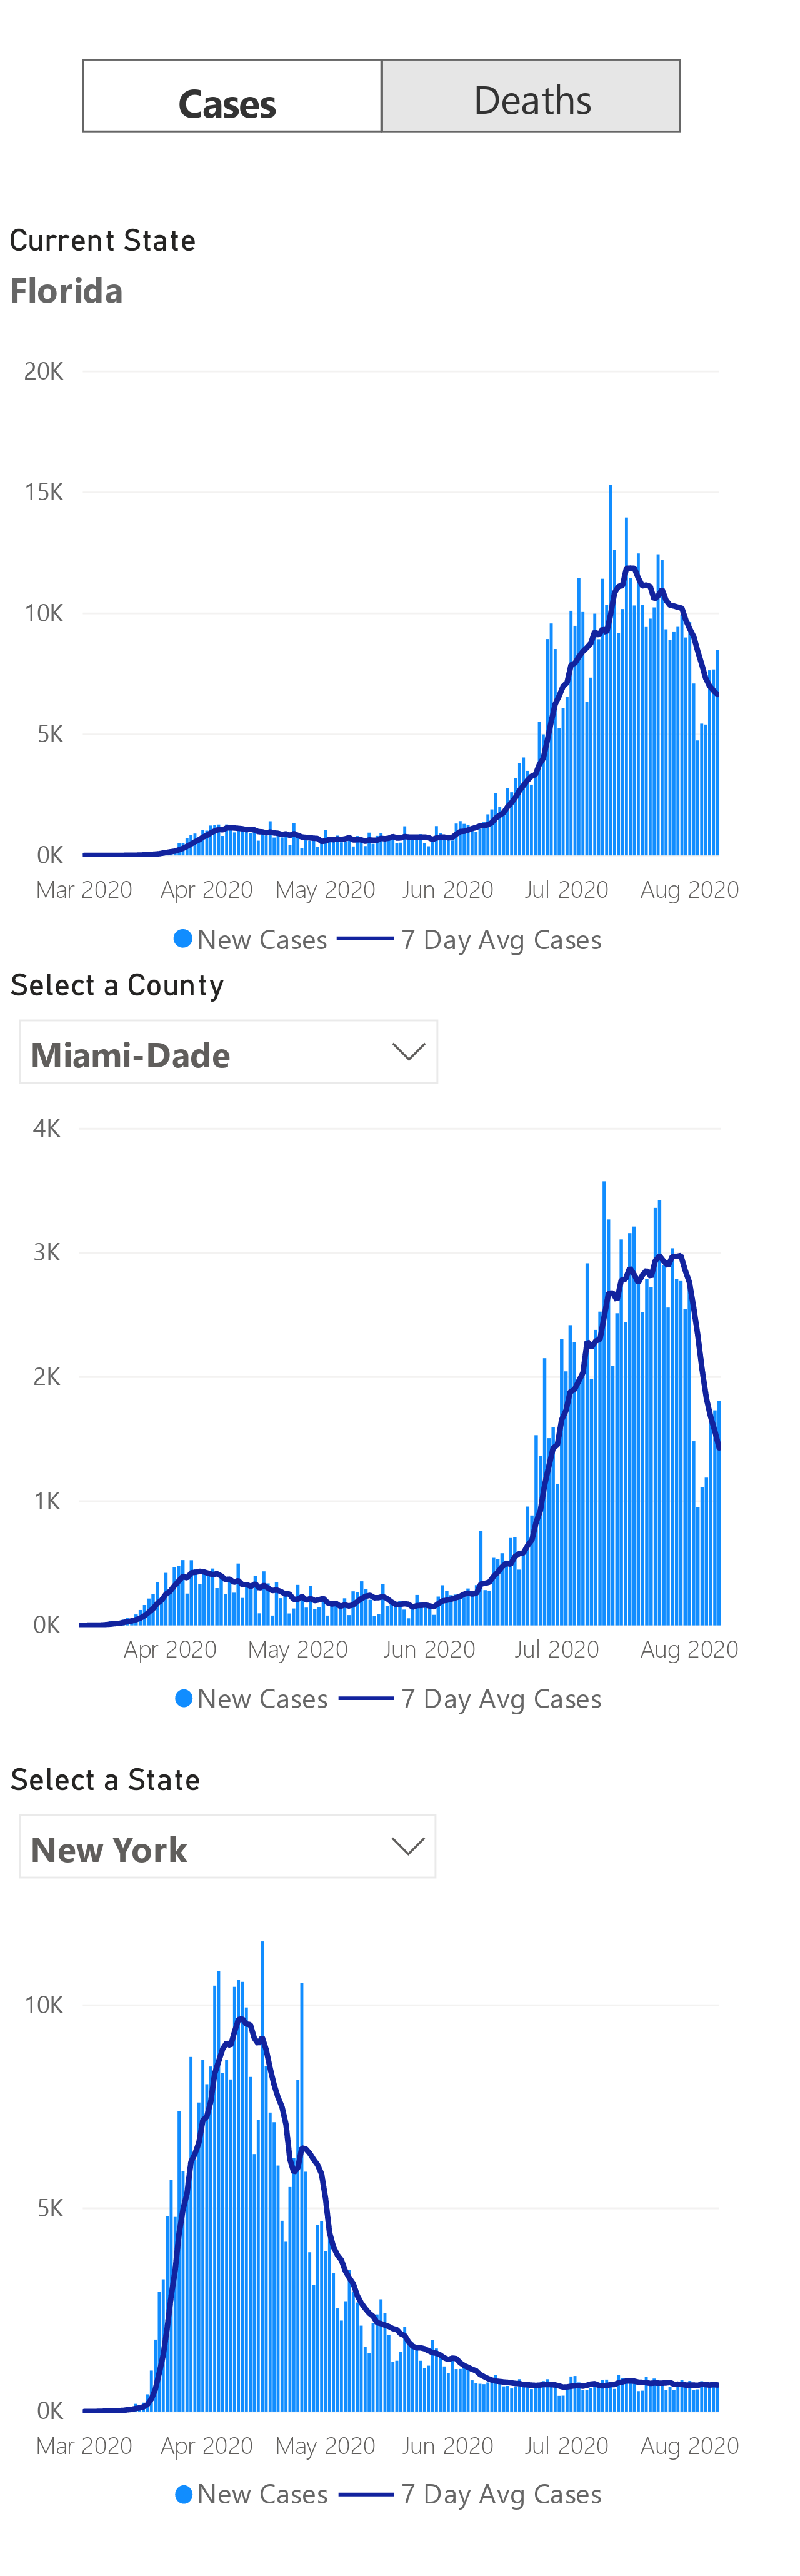 Cases Deaths
Current State
Florida
20K
15K
10K
5K
0K
Mar 2020 Apr 2020 May 2020 Jun 2020 Jul 2020 Aug 2020
New Cases 7 Day Avg Cases
Select a County
Miami-Dade
4K
3K
2K
1K
0K
Apr 2020 May 2020 Jun 2020 Jul 2020 Aug 2020
New Cases 7 Day Avg Cases
Select a State
New York
10K
5K
0K
Mar 2020 Apr 2020 May 2020 Jun 2020 Jul 2020 Aug 2020
New Cases 7 Day Avg Cases